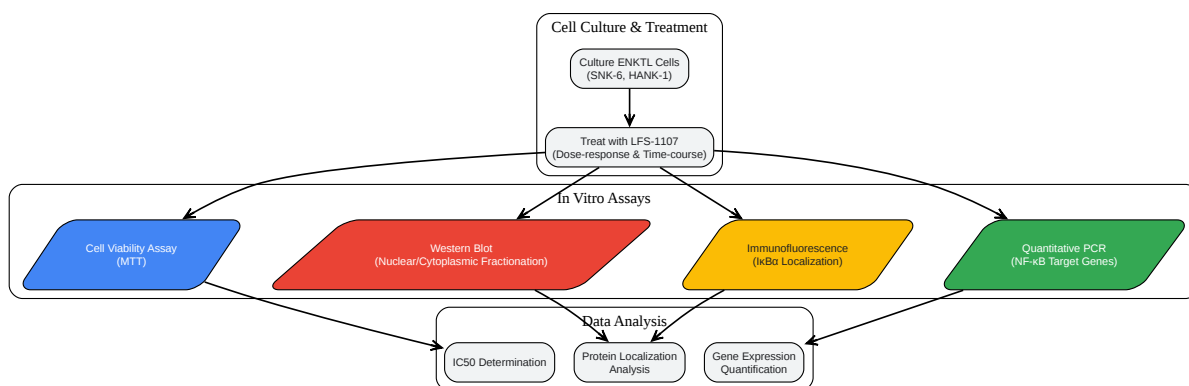 Cell Culture & Treatment
Culture ENKTL Cells
(SNK-6, HANK-1)
Treat with LFS-1107
(Dose-response & Time-course)
In Vitro Assays
Cell Viability Assay
(MTT)
Western Blot
(Nuclear/Cytoplasmic Fractionation)
Immunofluorescence
(IκBα Localization)
Quantitative PCR
(NF-κB Target Genes)
Data Analysis
IC50 Determination
Protein Localization
Analysis
Gene Expression
Quantification